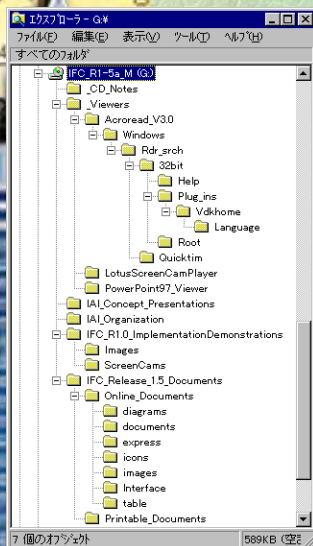 エクスプローラ - G:¥
ファイル(F) 編集(E) 表示(V) ツール(T) ヘルプ(H)
すべてのフォルダ
IFC_R1-5a_M (G:)
_CD_Notes
_Viewers
Acroread_V3.0
Windows
Rdr_srch
32bit
Help
Plug_ins
Vdkhome
Language
Root
Quicktim
LotusScreenCamPlayer
PowerPoint97_Viewer
IAI_Concept_Presentations
IAI_Organization
IFC_R1.0_ImplementationDemonstrations
Images
ScreenCams
IFC_Release_1.5_Documents
Online_Documents
diagrams
documents
express
icons
images
Interface
table
Printable_Documents
7 個のオブジェクト 589KB (空き